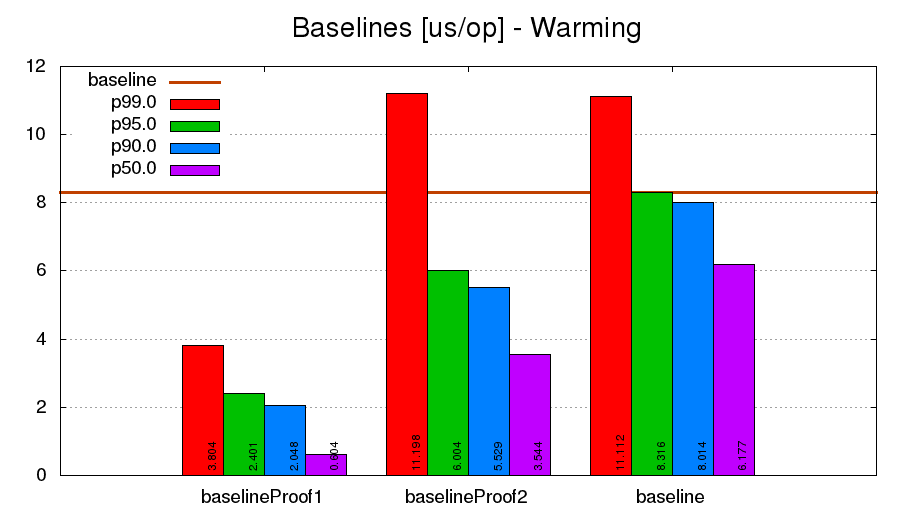 Baselines [us/op] - Warming
12
10
8
6
4
2
0
baseline
p99.0
p95.0
p90.0
p50.0
3.804
2.401
2.048
0.604
11.198
6.004
5.529
3.544
11.112
8.316
8.014
6.177
baselineProof1
baselineProof2
baseline